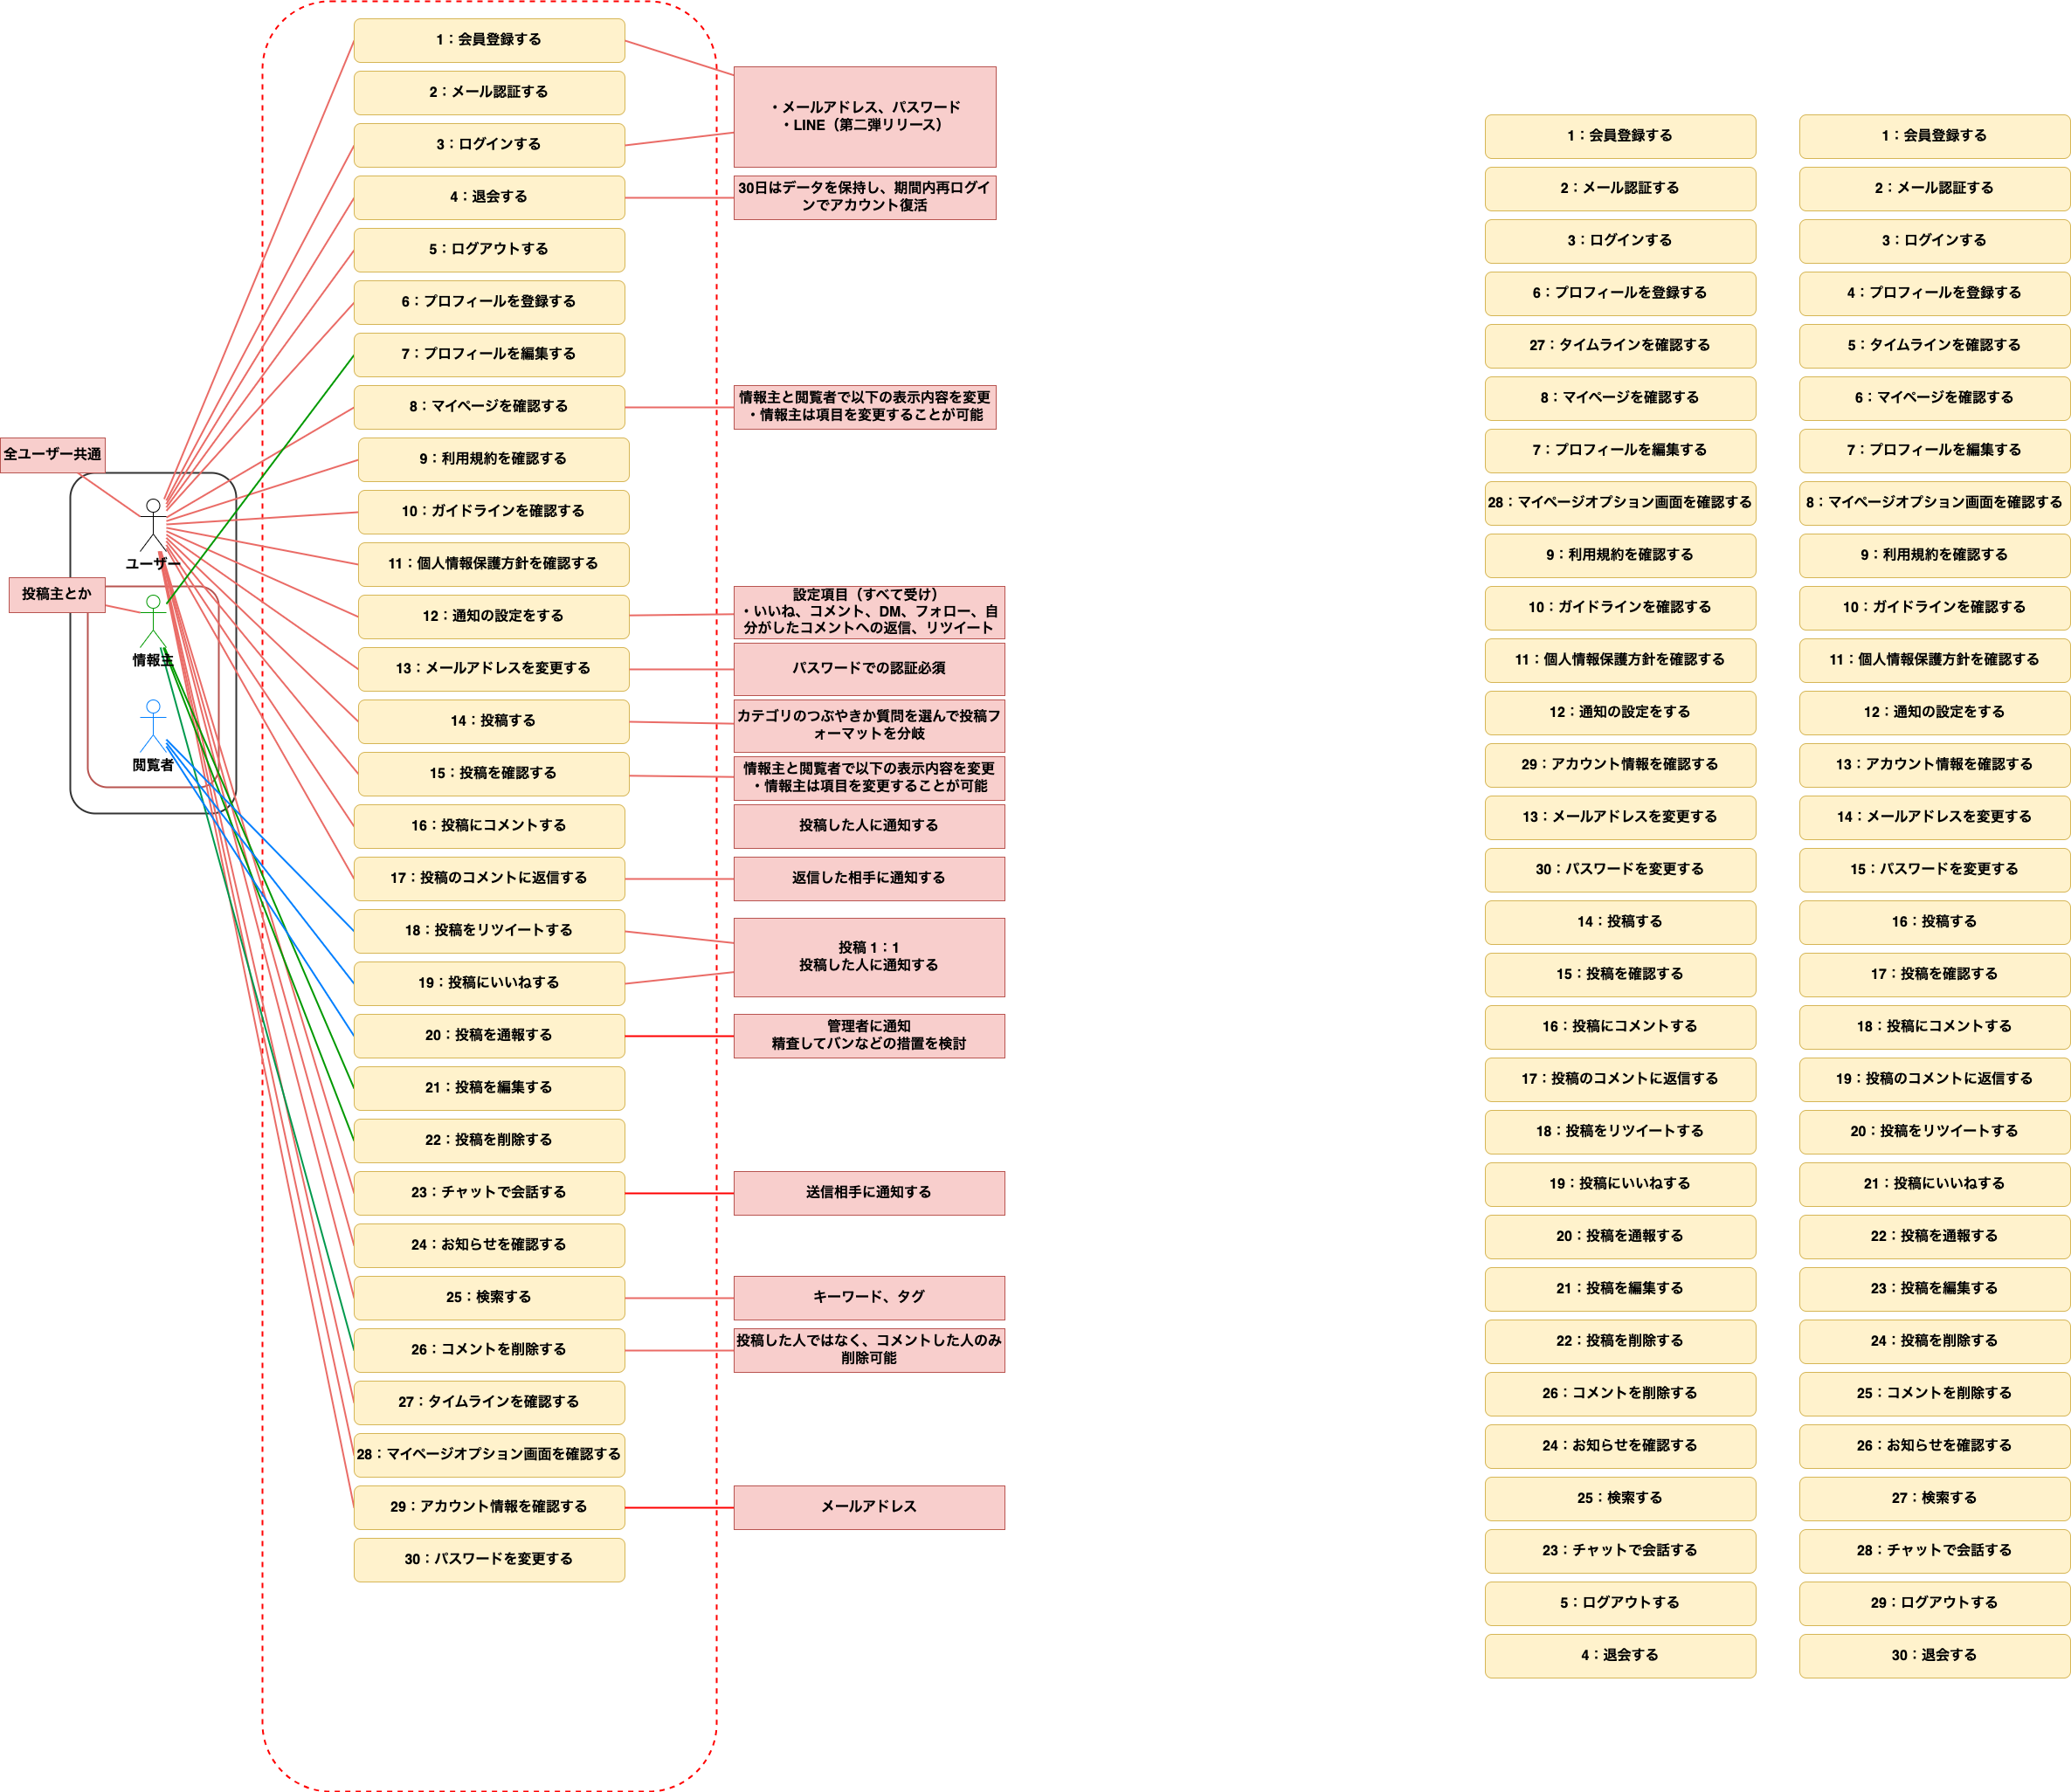 全ユーザー共通
ユーザー
投稿主とか
情報主
閲覧者
1：会員登録する
2：メール認証する
3：ログインする
4：退会する
5：ログアウトする
6：プロフィールを登録する
7：プロフィールを編集する
8：マイページを確認する
9：利用規約を確認する
10：ガイドラインを確認する
11：個人情報保護方針を確認する
12：通知の設定をする
13：メールアドレスを変更する
14：投稿する
15：投稿を確認する
16：投稿にコメントする
17：投稿のコメントに返信する
18：投稿をリツイートする
19：投稿にいいねする
20：投稿を通報する
21：投稿を編集する
22：投稿を削除する
23：チャットで会話する
24：お知らせを確認する
25：検索する
26：コメントを削除する
27：タイムラインを確認する
28：マイページオプション画面を確認する
29：アカウント情報を確認する
30：パスワードを変更する
・メールアドレス、パスワード
・LINE（第二弾リリース）
30日はデータを保持し、期間内再ログイ
ンでアカウント復活
情報主と閲覧者で以下の表示内容を変更
・情報主は項目を変更することが可能
設定項目（すべて受け）
・いいね、コメント、DM、フォロー、自
分がしたコメントへの返信、リツイート
パスワードでの認証必須
カテゴリのつぶやきか質問を選んで投稿フ
ォーマットを分岐
情報主と閲覧者で以下の表示内容を変更
・情報主は項目を変更することが可能
投稿した人に通知する
返信した相手に通知する
投稿 1：1
投稿した人に通知する
管理者に通知
精査してバンなどの措置を検討
送信相手に通知する
キーワード、タグ
投稿した人ではなく、コメントした人のみ
削除可能
メールアドレス
1：会員登録する
2：メール認証する
3：ログインする
6：プロフィールを登録する
27：タイムラインを確認する
8：マイページを確認する
7：プロフィールを編集する
28：マイページオプション画面を確認する
9：利用規約を確認する
10：ガイドラインを確認する
11：個人情報保護方針を確認する
12：通知の設定をする
29：アカウント情報を確認する
13：メールアドレスを変更する
30：パスワードを変更する
14：投稿する
15：投稿を確認する
16：投稿にコメントする
17：投稿のコメントに返信する
18：投稿をリツイートする
19：投稿にいいねする
20：投稿を通報する
21：投稿を編集する
22：投稿を削除する
26：コメントを削除する
24：お知らせを確認する
25：検索する
23：チャットで会話する
5：ログアウトする
4：退会する
1：会員登録する
2：メール認証する
3：ログインする
4：プロフィールを登録する
5：タイムラインを確認する
6：マイページを確認する
7：プロフィールを編集する
8：マイページオプション画面を確認する
9：利用規約を確認する
10：ガイドラインを確認する
11：個人情報保護方針を確認する
12：通知の設定をする
13：アカウント情報を確認する
14：メールアドレスを変更する
15：パスワードを変更する
16：投稿する
17：投稿を確認する
18：投稿にコメントする
19：投稿のコメントに返信する
20：投稿をリツイートする
21：投稿にいいねする
22：投稿を通報する
23：投稿を編集する
24：投稿を削除する
25：コメントを削除する
26：お知らせを確認する
27：検索する
28：チャットで会話する
29：ログアウトする
30：退会する